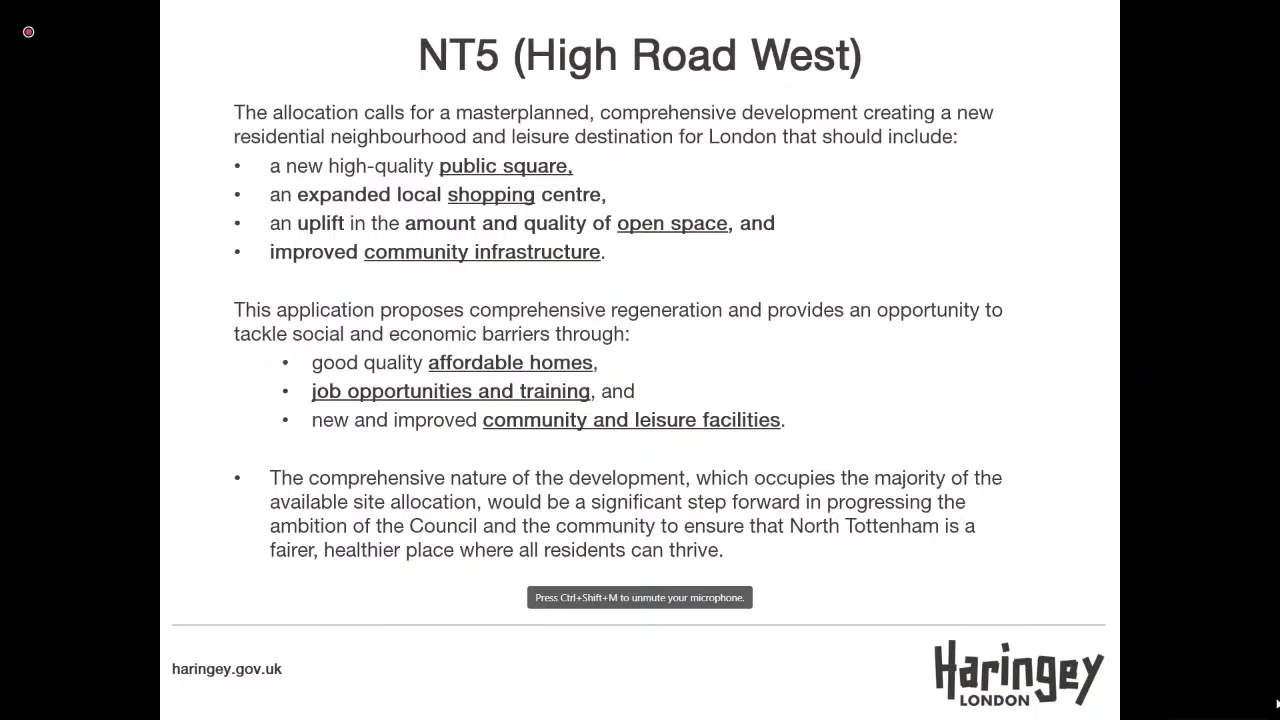 NT5 (High Road West)
The allocation calls for a masterplanned, comprehensive development creating a new
residential neighbourhood and leisure destination for London that should include:
• a new high-quality public square,
• an expanded local shopping centre,
• an uplift in the amount and quality of open space, and
• improved community infrastructure.
This application proposes comprehensive regeneration and provides an opportunity to
tackle social and economic barriers through:
• good quality affordable homes,
• job opportunities and training, and
• new and improved community and leisure facilities.
• The comprehensive nature of the development, which occupies the majority of the
available site allocation, would be a significant step forward in progressing the
ambition of the Council and the community to ensure that North Tottenham is a
fairer, healthier place where all residents can thrive.
Press Ctrl+Shift+M to unmute your microphone.
haringey.gov.uk
Haringey
LONDON